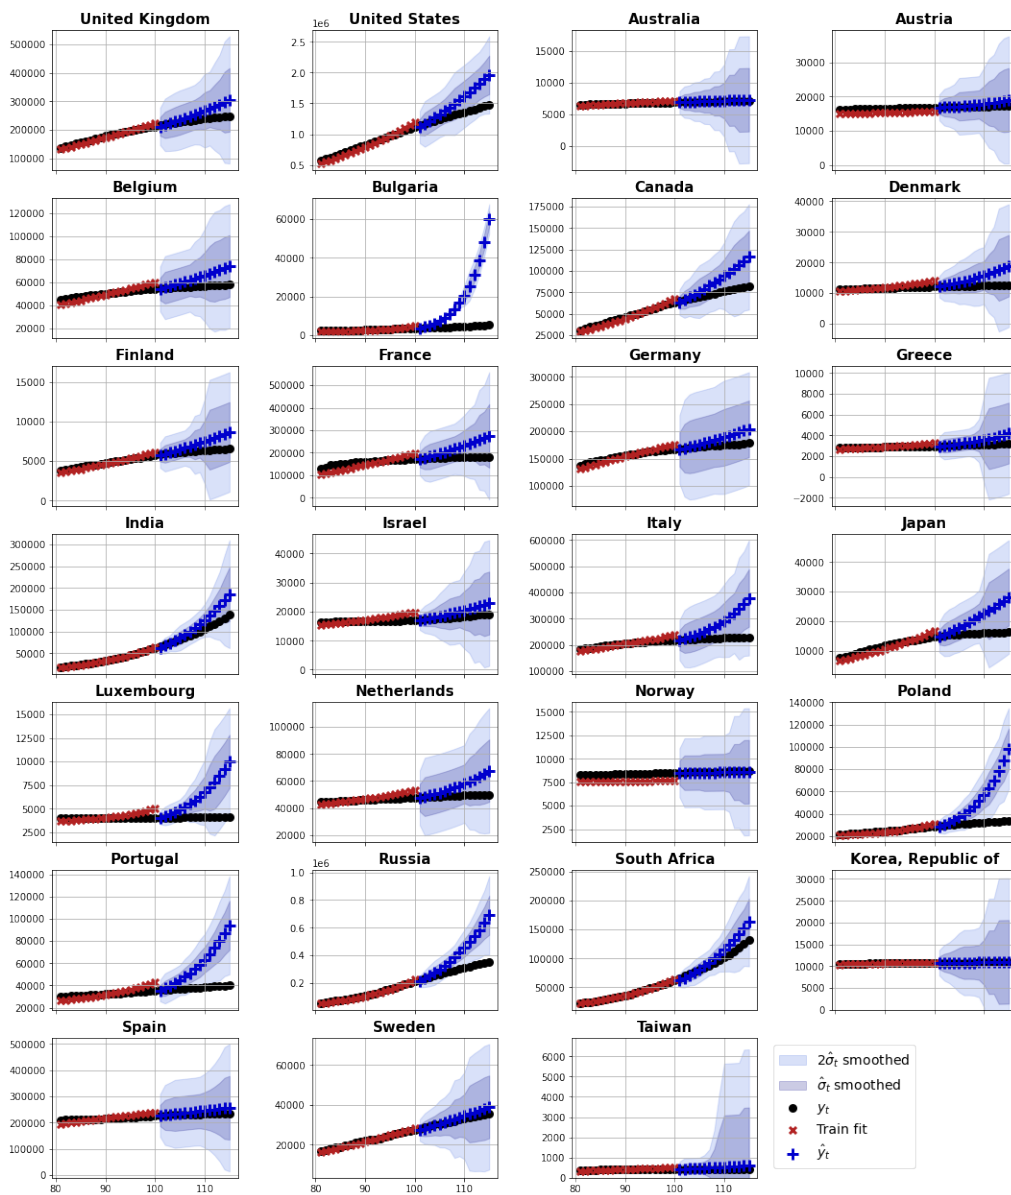 United Kingdom United States Australia Austria
1e6
500000 400000 300000 200000 100000
2.5 2.0 1.5 1.0 0.5
15000 10000 5000 0
30000 20000 10000 0
Belgium Bulgaria Canada Denmark
120000 100000 80000 60000 40000 20000
60000 40000 20000 0
175000 150000 125000 100000 75000 50000 25000
40000 30000 20000 10000 0
Finland France Germany Greece
15000 10000 5000 0
500000 400000 300000 200000 100000 0
300000 250000 200000 150000 100000
10000 8000 6000 4000 2000 0 −2000
India Israel Italy Japan
300000 250000 200000 150000 100000 50000
40000 30000 20000 10000 0
600000 500000 400000 300000 200000 100000
40000 30000 20000 10000
Luxembourg Netherlands Norway Poland
15000 12500 10000 7500 5000 2500
100000 80000 60000 40000 20000
15000 12500 10000 7500 5000 2500
140000 120000 100000 80000 60000 40000 20000
Portugal Russia South Africa Korea, Republic of
1e6
140000 120000 100000 80000 60000 40000 20000
1.0 0.8 0.6 0.4 0.2
250000 200000 150000 100000 50000
30000 25000 20000 15000 10000 5000 0
Spain Sweden Taiwan
500000 400000 300000 200000 100000 0
60000 40000 20000
6000 5000 4000 3000 2000 1000 0
80 100 110
80 90 100 110
80 90 100 110
2σ̂t smoothed
σ̂t smoothed
yt
Train fit
ŷt